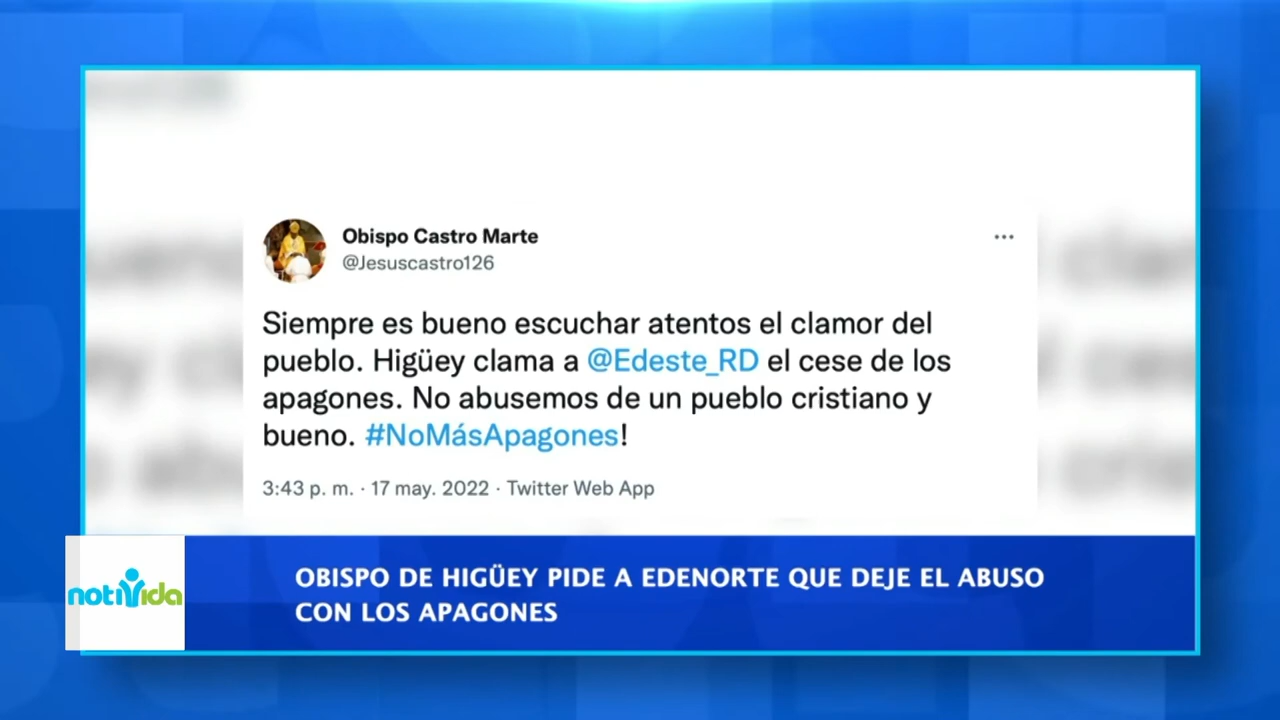 Obispo Castro Marte
@Jesuscastro126
Siempre es bueno escuchar atentos el clamor del
pueblo. Higüey clama a @Edeste_RD el cese de los
apagones. No abusemos de un pueblo cristiano y
bueno. #NoMásApagones!
3:43 p. m. · 17 may. 2022 · Twitter Web App
notiVida
OBISPO DE HIGÜEY PIDE A EDENORTE QUE DEJE EL ABUSO
CON LOS APAGONES